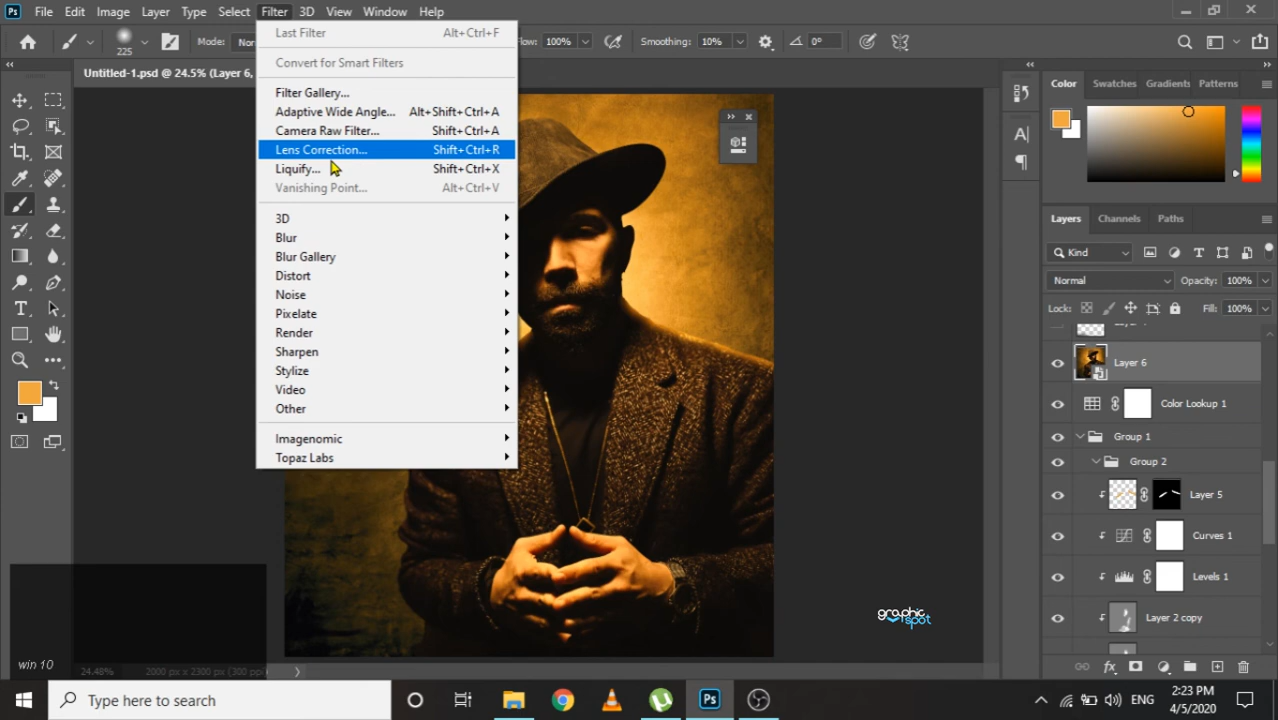 Ps File Edit Image Layer Type Select Filter 3D View Window Help
225 Mode: Flow: 100% Smoothing: 10% 0°
Untitled-1.psd @ 24.5% (Layer 6,
Last Filter Alt+Ctrl+F
Convert for Smart Filters
Filter Gallery...
Adaptive Wide Angle... Alt+Shift+Ctrl+A
Camera Raw Filter... Shift+Ctrl+A
Lens Correction... Shift+Ctrl+R
Liquify... Shift+Ctrl+X
Vanishing Point... Alt+Ctrl+V
3D
Blur
Blur Gallery
Distort
Noise
Pixelate
Render
Sharpen
Stylize
Video
Other
Imagenomic
Topaz Labs
Color Swatches Gradients Patterns
Layers Channels Paths
Kind
Normal Opacity: 100%
Lock: Fill: 100%
Layer 6
Color Lookup 1
Group 1
Group 2
Layer 5
Curves 1
Levels 1
Layer 2 copy
graphic
spot
win 10
24.48% 2000 px x 2300 px (300 ppi)
Type here to search
Ps
ENG
2:23 PM
4/5/2020